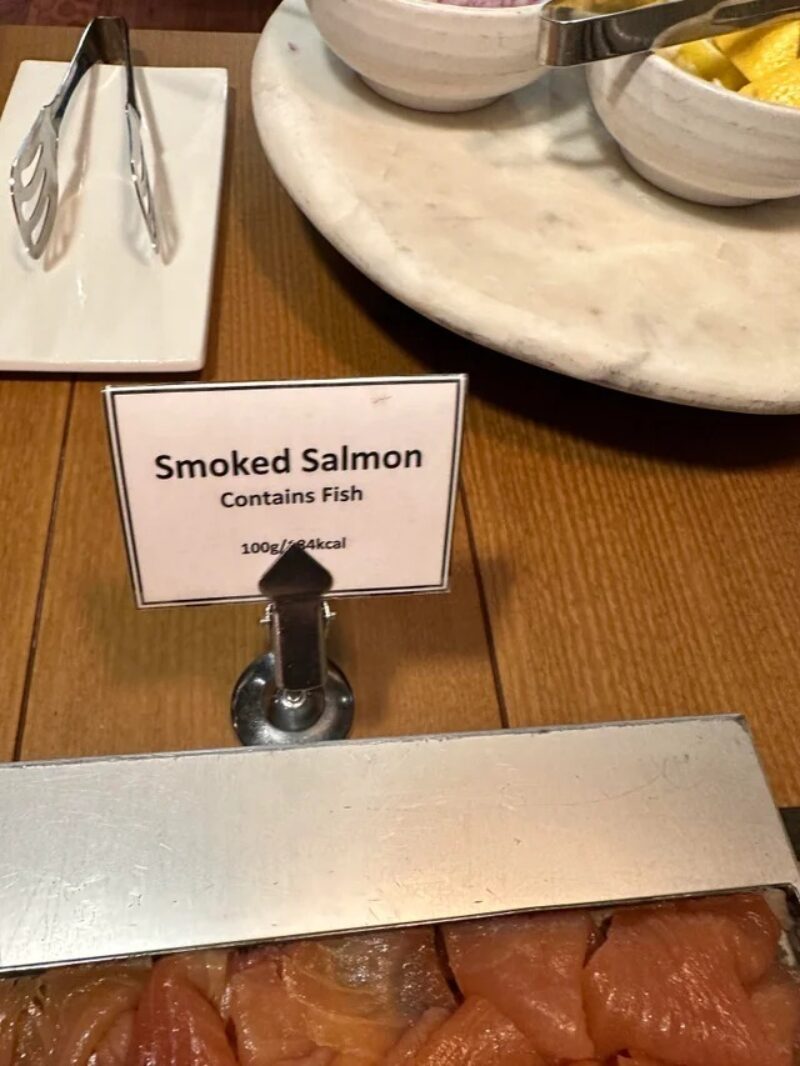 Smoked Salmon
Contains Fish
100g/